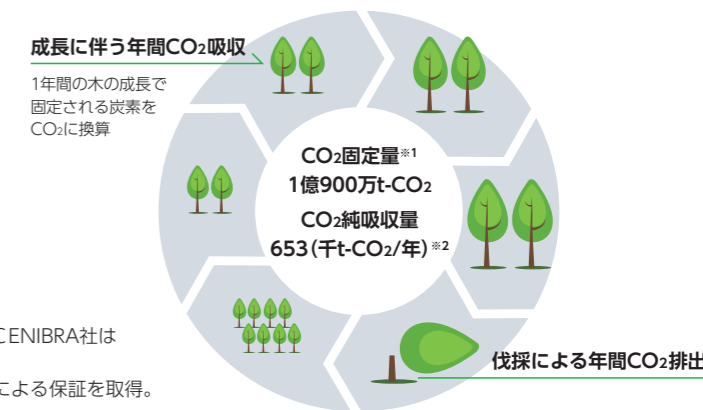 成長に伴う年間CO₂吸収
1年間の木の成長で
固定される炭素を
CO₂に換算
CO₂固定量※1
1億900万t-CO₂
CO₂純吸収量
653(千t-CO₂/年)※2
伐採による年間CO₂排出
ENIBRA社は
による保証を取得。